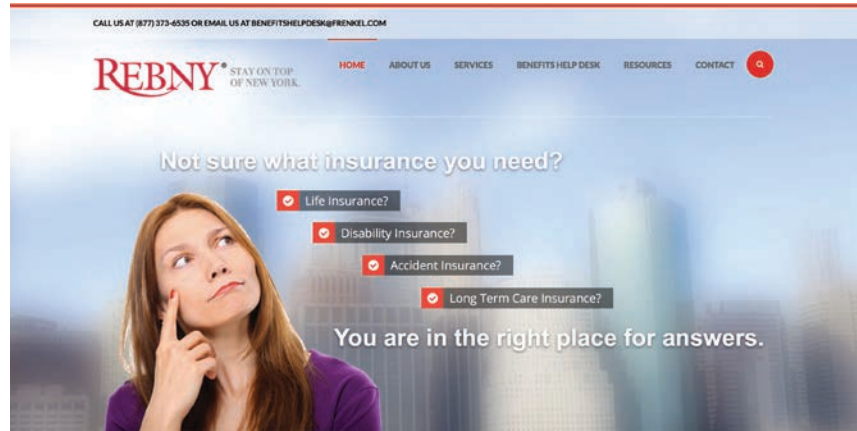 CALL US AT (877) 373-6535 OR EMAIL US AT BENEFITSHELPDESK@FRENKEL.COM
REBNY® STAY ON TOP
OF NEW YORK.
HOME ABOUT US SERVICES BENEFITS HELP DESK RESOURCES CONTACT
Not sure what insurance you need?
Life Insurance?
Disability Insurance?
Accident Insurance?
Long Term Care Insurance?
You are in the right place for answers.